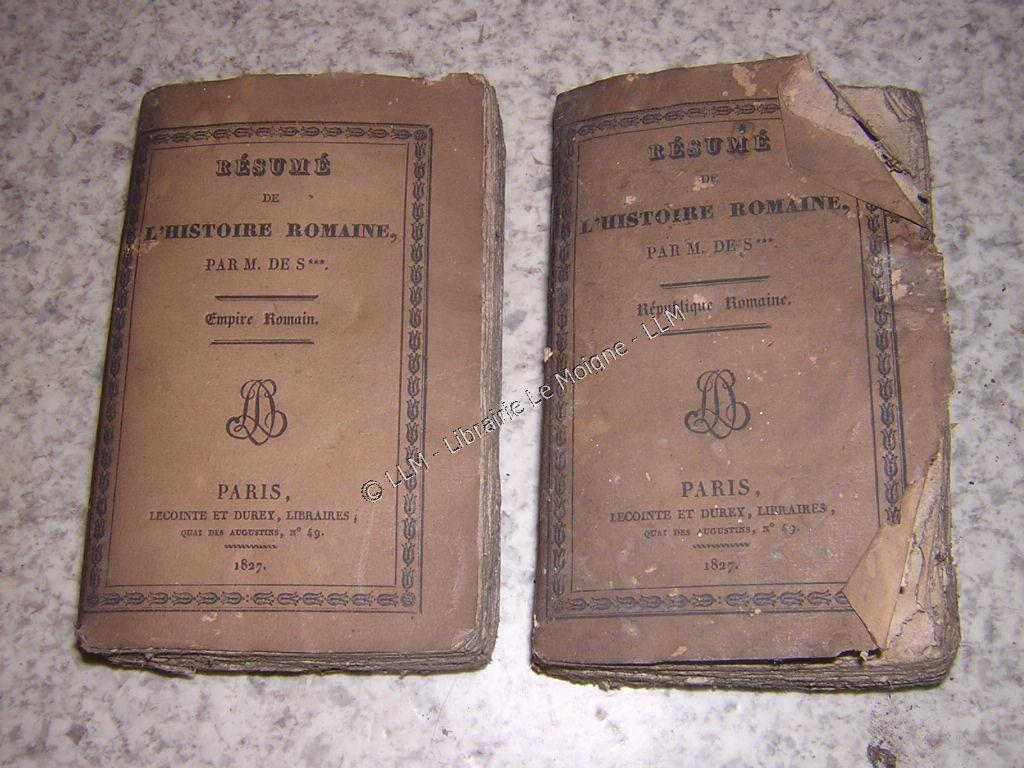 RÉSUMÉ
DE
L'HISTOIRE ROMAINE,
PAR M. DE S***.
Empire Romain.
PARIS,
LECOINTE ET DUREY, LIBRAIRES;
QUAI DES AUGUSTINS, N° 49.
1827.
RÉSUMÉ
DE
L'HISTOIRE ROMAINE,
PAR M. DE S***.
République Romaine.
PARIS,
LECOINTE ET DUREY, LIBRAIRES,
QUAI DES AUGUSTINS, N° 49.
1827.
© LLM - Librairie Le Moigne - LLM